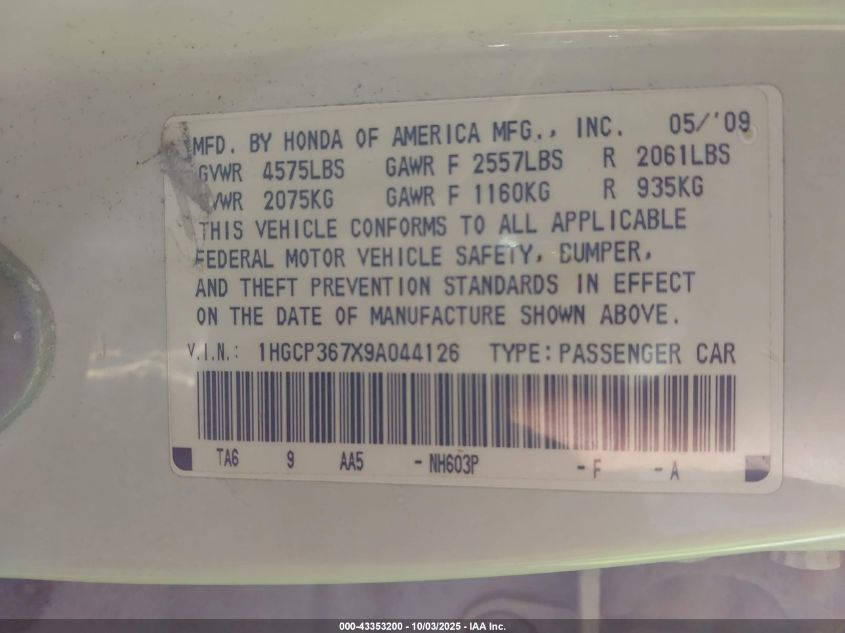 MFD. BY HONDA OF AMERICA MFG., INC. 05/'09
GVWR 4575LBS GAWR F 2557LBS R 2061LBS
GVWR 2075KG GAWR F 1160KG R 935KG
THIS VEHICLE CONFORMS TO ALL APPLICABLE
FEDERAL MOTOR VEHICLE SAFETY, BUMPER,
AND THEFT PREVENTION STANDARDS IN EFFECT
ON THE DATE OF MANUFACTURE SHOWN ABOVE.
V.I.N.: 1HGCP367X9A044126 TYPE: PASSENGER CAR
TA6 9 AA5 - NH603P - F - A
000-43353200 - 10/03/2025 - IAA Inc.